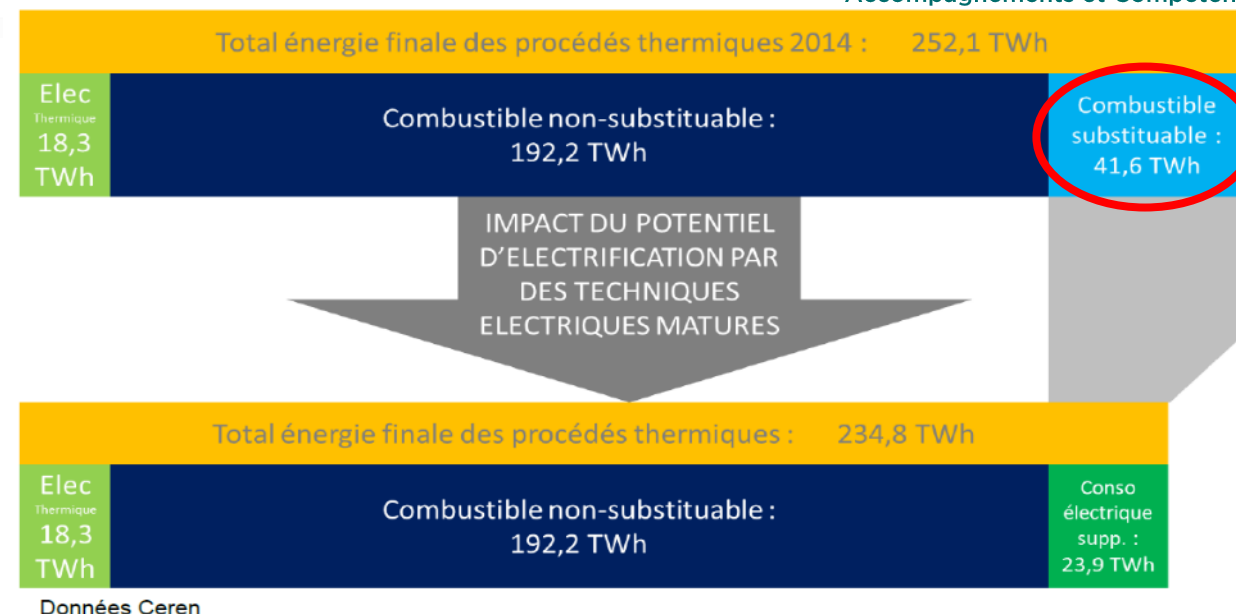 Accompagnements et
Total énergie finale des procédés thermiques 2014 : 252,1 TWh
Elec
Thermique
18,3
TWh
Combustible non-substituable :
192,2 TWh
Combustible
substituable :
41,6 TWh
IMPACT DU POTENTIEL
D'ELECTRIFICATION PAR
DES TECHNIQUES
ELECTRIQUES MATURES
Total énergie finale des procédés thermiques : 234,8 TWh
Elec
Thermique
18,3
TWh
Combustible non-substituable :
192,2 TWh
Conso
électrique
supp. :
23,9 TWh
Données Ceren